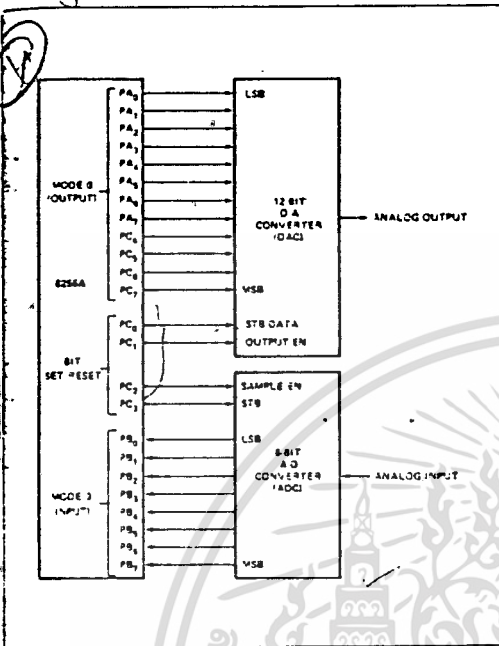 PA0
PA1
PA2
PA3
MODE 0
(OUTPUT)
PA4
PA5
PA6
PA7
PC4
PC5
PC6
PC7
8255A
BIT
SET RESET
PC0
PC1
PC2
PC3
MODE 0
(INPUT)
PB0
PB1
PB2
PB3
PB4
PB5
PB6
PB7
LSB
12-BIT
D A
CONVERTER
(DAC)
MSB
STB DATA
OUTPUT EN
ANALOG OUTPUT
SAMPLE EN
STB
LSB
8-BIT
A D
CONVERTER
(ADC)
MSB
ANALOG INPUT